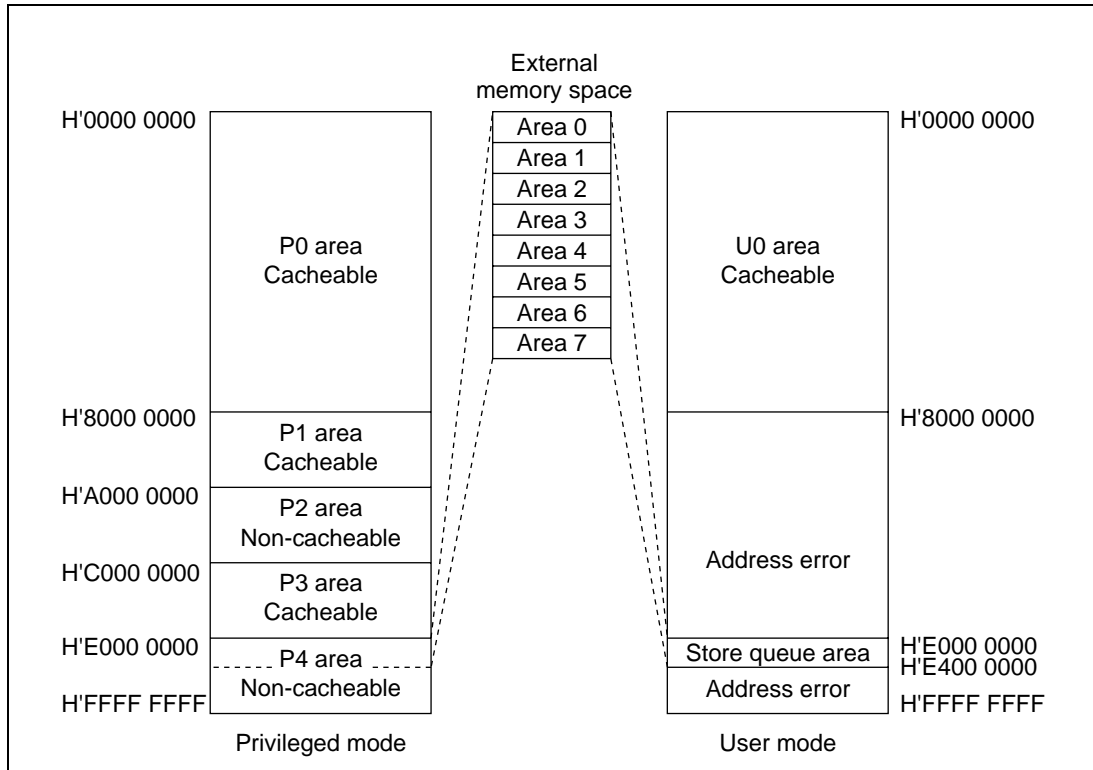 External
memory space
H'0000 0000
P0 area
Cacheable
H'8000 0000
P1 area
Cacheable
H'A000 0000
P2 area
Non-cacheable
H'C000 0000
P3 area
Cacheable
H'E000 0000
P4 area
Non-cacheable
H'FFFF FFFF
Privileged mode
Area 0
Area 1
Area 2
Area 3
Area 4
Area 5
Area 6
Area 7
H'0000 0000
U0 area
Cacheable
H'8000 0000
Address error
Store queue area
H'E000 0000
H'E400 0000
Address error
H'FFFF FFFF
User mode